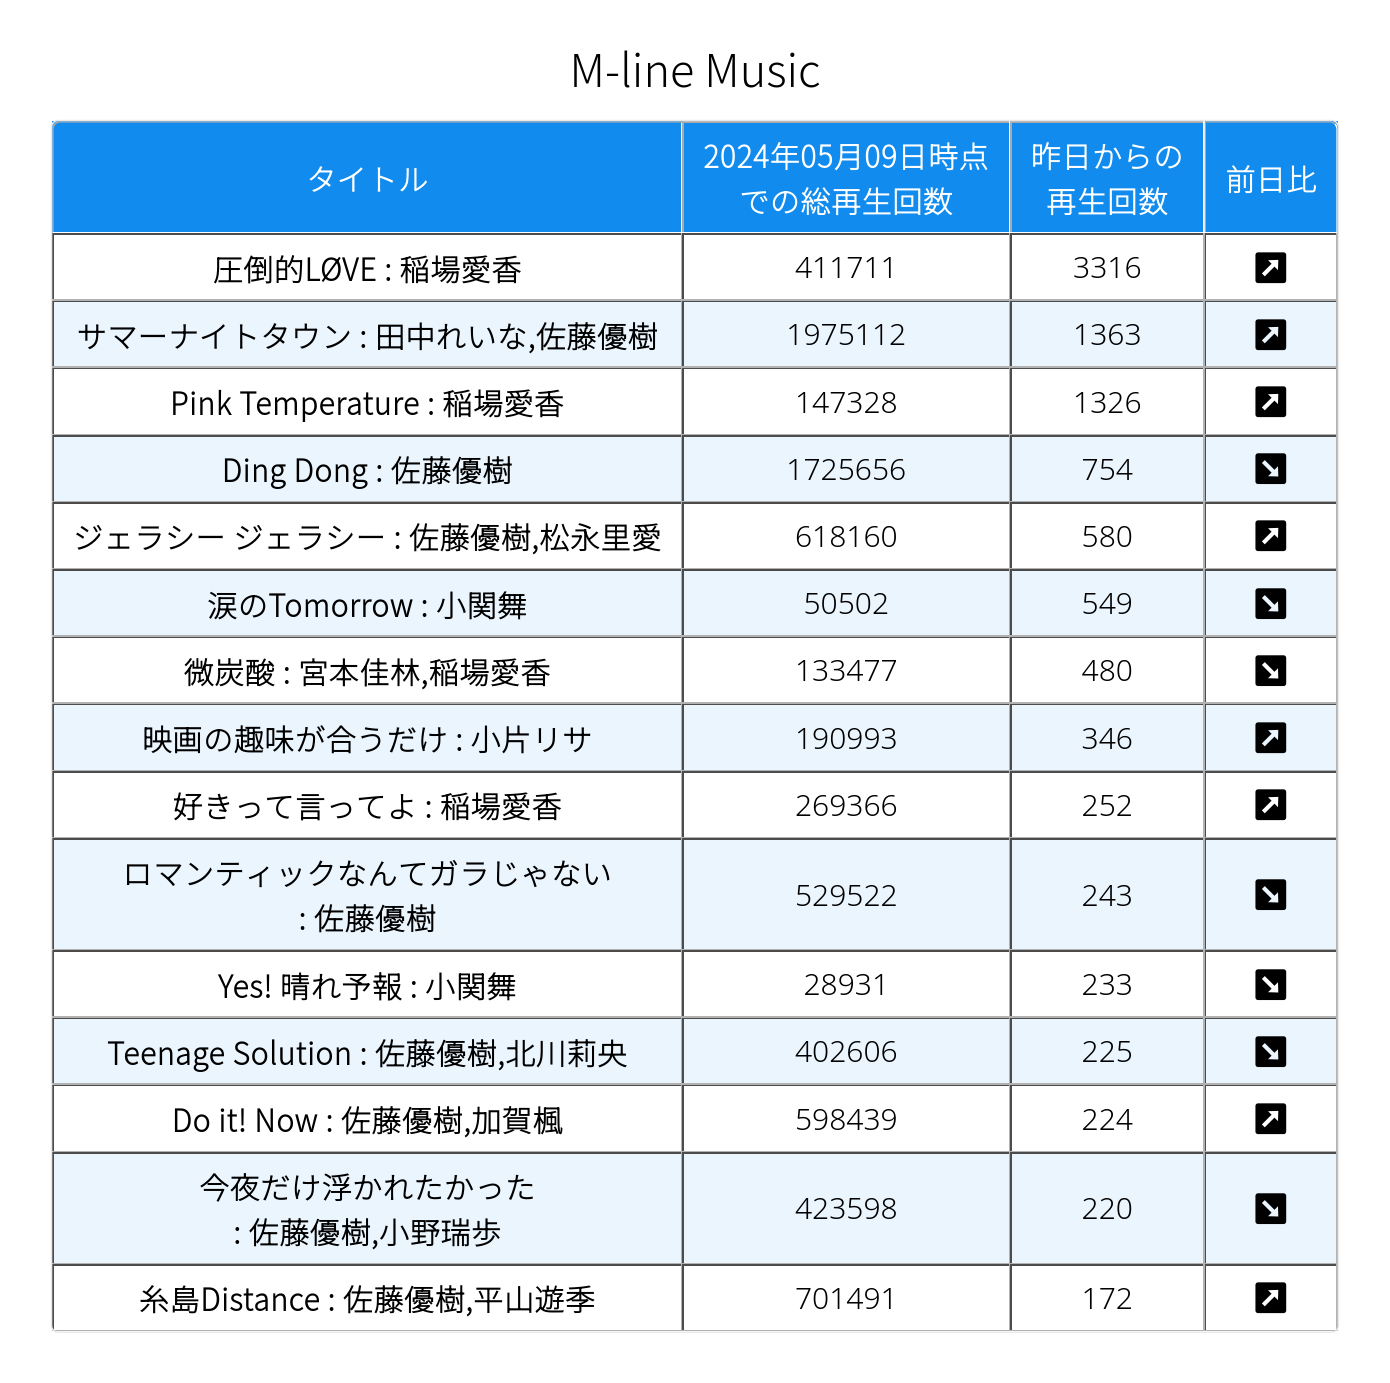 M-line Music
タイトル 2024年05月09日時点 での総再生回数 昨日からの 再生回数 前日比
圧倒的LØVE : 稲場愛香 411711 3316 ↗
サマーナイトタウン : 田中れいな,佐藤優樹 1975112 1363 ↗
Pink Temperature : 稲場愛香 147328 1326 ↗
Ding Dong : 佐藤優樹 1725656 754 ↘
ジェラシー ジェラシー : 佐藤優樹,松永里愛 618160 580 ↗
涙のTomorrow : 小関舞 50502 549 ↘
微炭酸 : 宮本佳林,稲場愛香 133477 480 ↘
映画の趣味が合うだけ : 小片リサ 190993 346 ↗
好きって言ってよ : 稲場愛香 269366 252 ↗
ロマンティックなんてガラじゃない
: 佐藤優樹 529522 243 ↘
Yes! 晴れ予報 : 小関舞 28931 233 ↘
Teenage Solution : 佐藤優樹,北川莉央 402606 225 ↘
Do it! Now : 佐藤優樹,加賀楓 598439 224 ↗
今夜だけ浮かれたかった
: 佐藤優樹,小野瑞歩 423598 220 ↘
糸島Distance : 佐藤優樹,平山遊季 701491 172 ↗